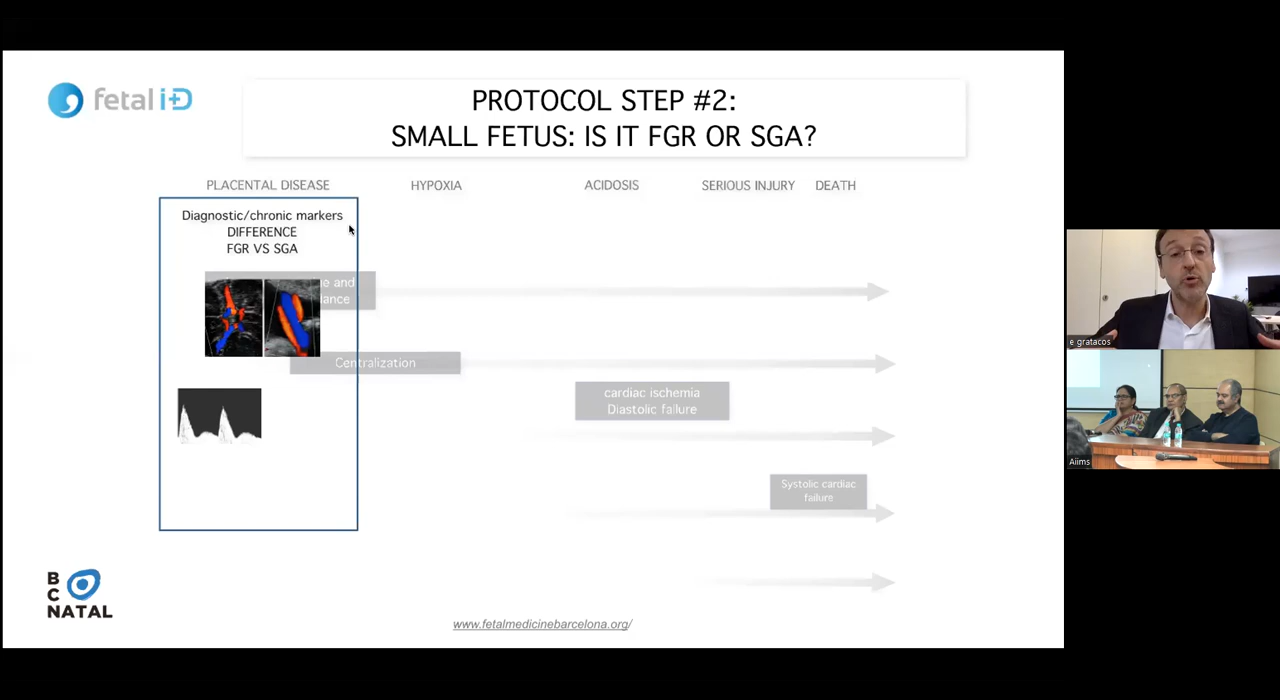 fetal i+D
PROTOCOL STEP #2:
SMALL FETUS: IS IT FGR OR SGA?
PLACENTAL DISEASE
HYPOXIA
ACIDOSIS
SERIOUS INJURY
DEATH
Diagnostic/chronic markers
DIFFERENCE
FGR VS SGA
e and
ance
Centralization
cardiac ischemia
Diastolic failure
Systolic cardiac
failure
B
C
NATAL
www.fetalmedicinebarcelona.org/
e gratacos
Aiims